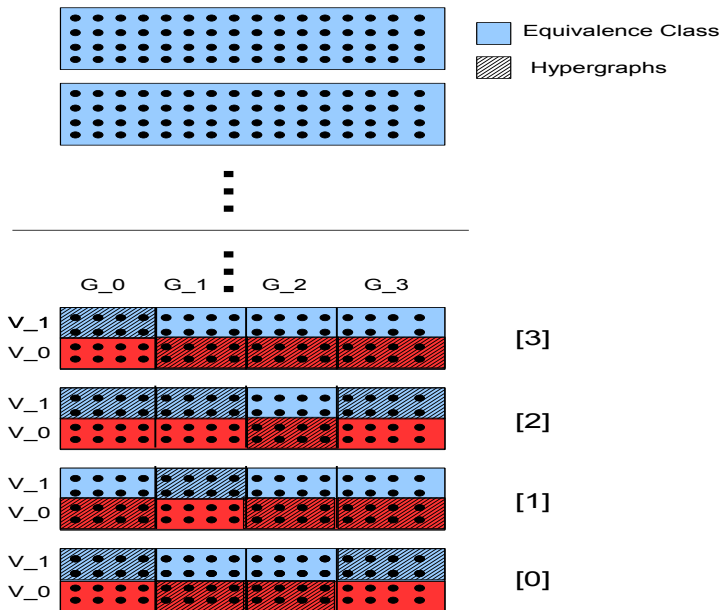 Equivalence Class
Hypergraphs
G_0 G_1 G_2 G_3
V_1
V_0
[3]
V_1
V_0
[2]
V_1
V_0
[1]
V_1
V_0
[0]